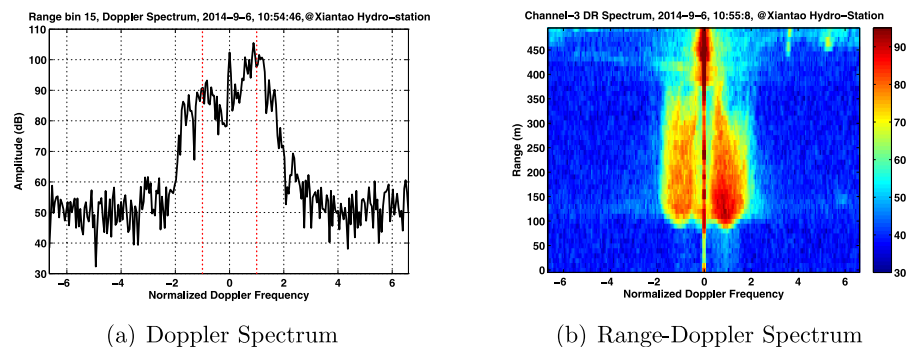 Range bin 15, Doppler Spectrum, 2014-9-6, 10:54:46,@Xiantao Hydro-station
110
100
90
80
70
60
50
40
30
Amplitude (dB)
-6 -4 -2 0 2 4 6
Normalized Doppler Frequency
(a) Doppler Spectrum
Channel-3 DR Spectrum, 2014-9-6, 10:55:8, @Xiantao Hydro-Station
450
400
350
300
250
200
150
100
50
0
Range (m)
-6 -4 -2 0 2 4 6
Normalized Doppler Frequency
90
80
70
60
50
40
30
(b) Range-Doppler Spectrum